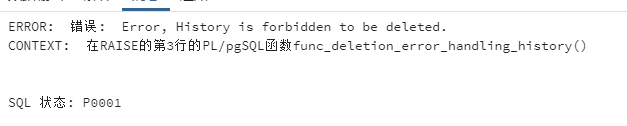 ERROR:  错误:  Error, History is forbidden to be deleted.
CONTEXT:  在RAISE的第3行的PL/pgSQL函数func_deletion_error_handling_history()
SQL 状态: P0001